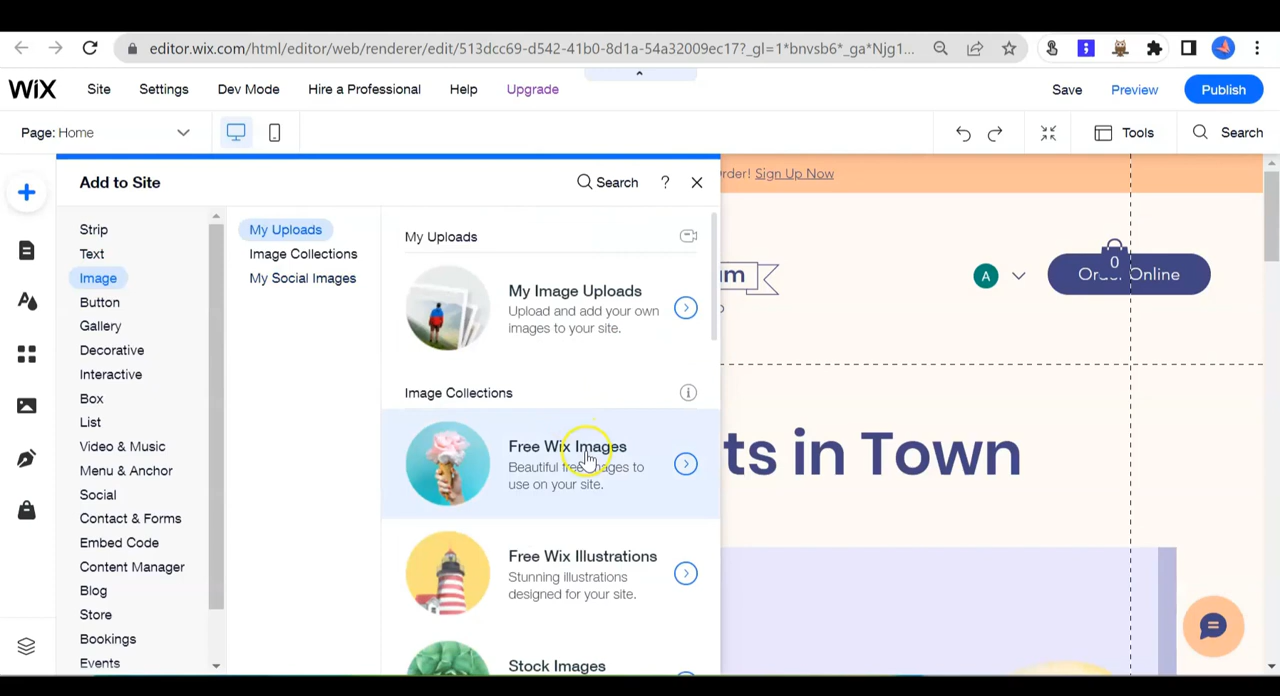 editor.wix.com/html/editor/web/renderer/edit/513dcc69-d542-41b0-8d1a-54a32009ec17?_gl=1*bnvsb6*_ga*Njg1...
WiX Site Settings Dev Mode Hire a Professional Help Upgrade Save Preview Publish
Page: Home Tools Search
Add to Site Search ?
Strip
Text
Image
Button
Gallery
Decorative
Interactive
Box
List
Video & Music
Menu & Anchor
Social
Contact & Forms
Embed Code
Content Manager
Blog
Store
Bookings
Events
My Uploads
Image Collections
My Social Images
My Uploads
My Image Uploads
Upload and add your own
images to your site.
Image Collections
Free Wix Images
Beautiful free images to
use on your site.
Free Wix Illustrations
Stunning illustrations
designed for your site.
Stock Images
rder! Sign Up Now
A
0
Order Online
ts in Town